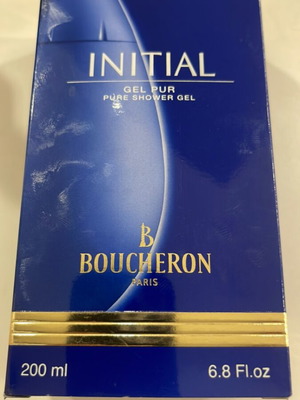 INITIAL
GEL PUR
PURE SHOWER GEL
B
BOUCHERON
PARIS
200 ml 6.8 Fl.oz